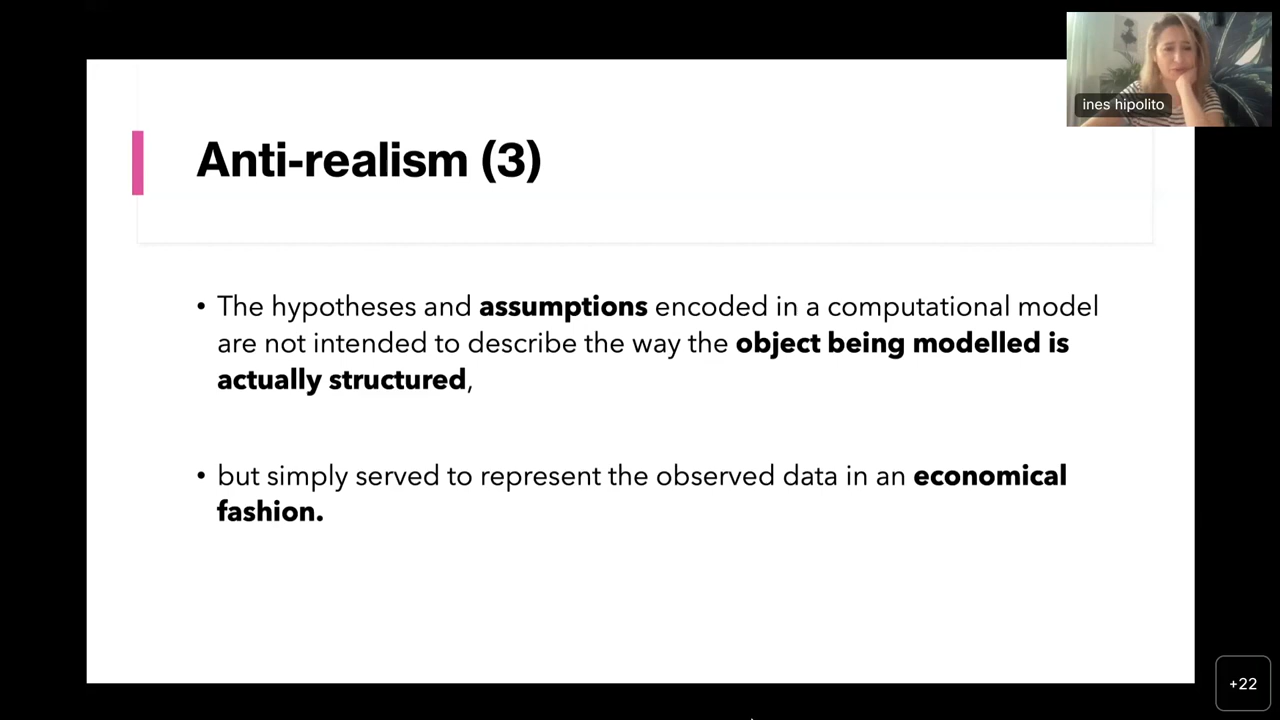 ines hipolito
Anti-realism (3)
• The hypotheses and assumptions encoded in a computational model
are not intended to describe the way the object being modelled is
actually structured,
• but simply served to represent the observed data in an economical
fashion.
+22